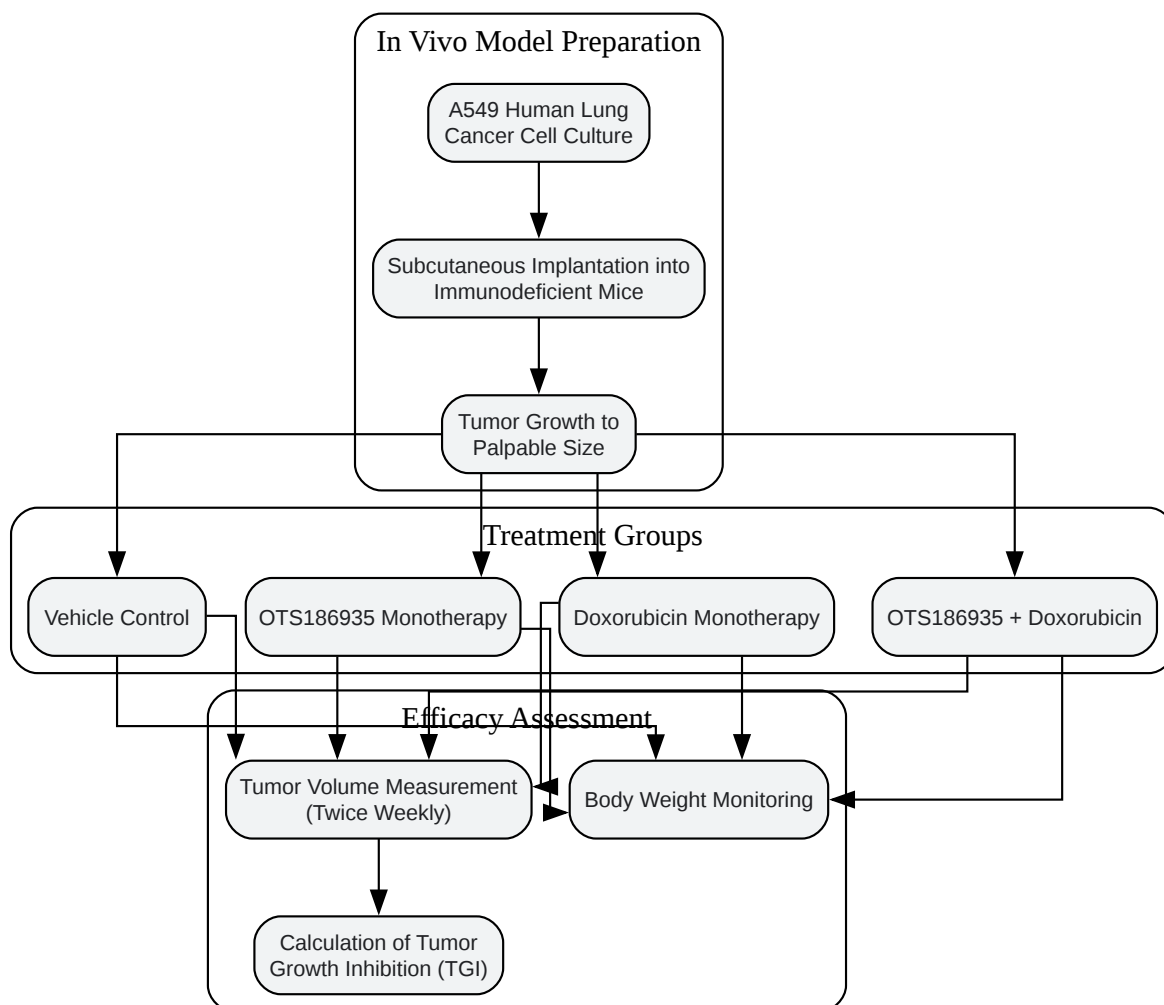 In Vivo Model Preparation
A549 Human Lung
Cancer Cell Culture
Subcutaneous Implantation into
Immunodeficient Mice
Tumor Growth to
Palpable Size
Treatment Groups
Vehicle Control
OTS186935 Monotherapy
Doxorubicin Monotherapy
OTS186935 + Doxorubicin
Efficacy Assessment
Tumor Volume Measurement
(Twice Weekly)
Body Weight Monitoring
Calculation of Tumor
Growth Inhibition (TGI)